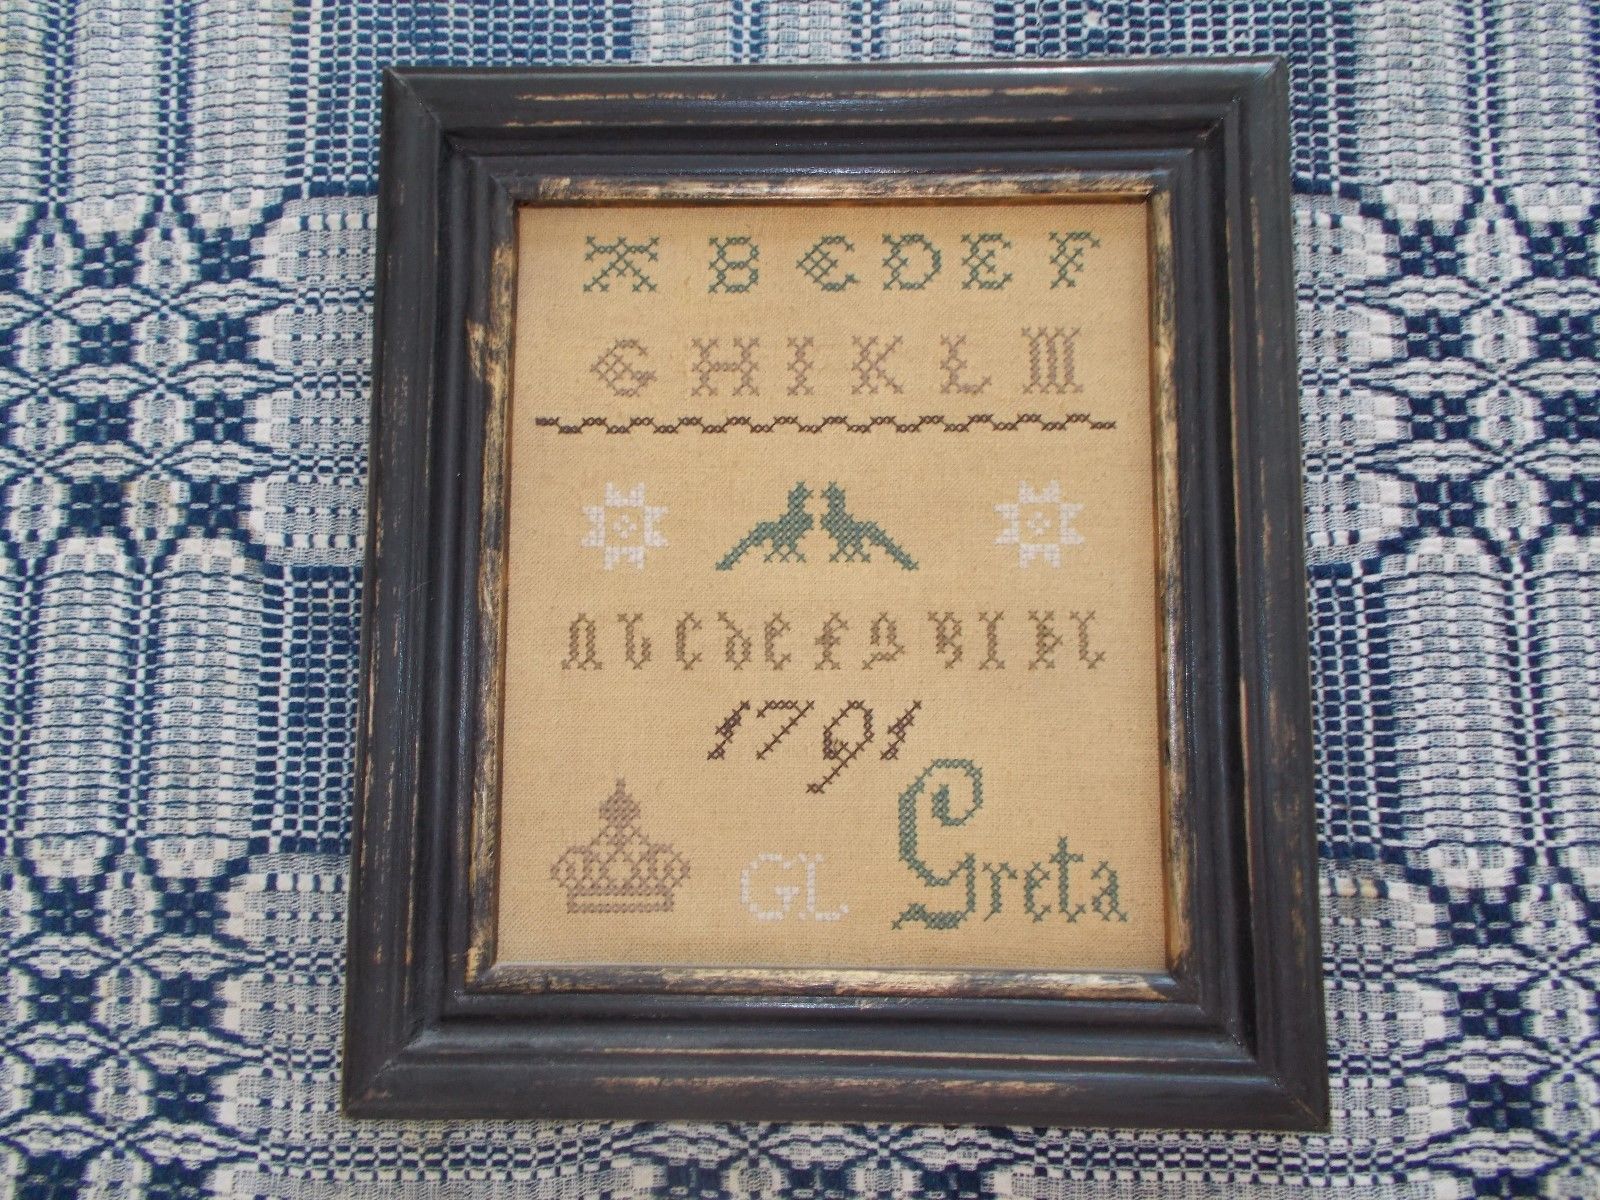 A B C D E F
G H I K L M
a b c d e f g h i k l
1791
GL Greta